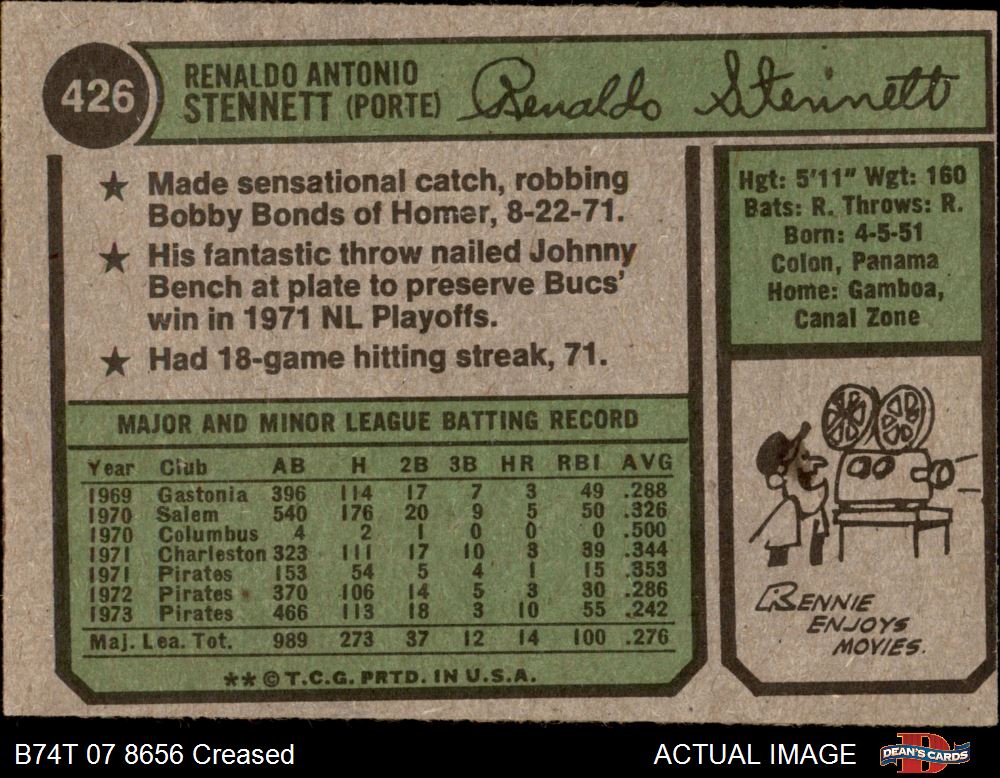 426
RENALDO ANTONIO
STENNETT (PORTE)
Renaldo Stennett
★ Made sensational catch, robbing
Bobby Bonds of Homer, 8-22-71.
★ His fantastic throw nailed Johnny
Bench at plate to preserve Bucs'
win in 1971 NL Playoffs.
★ Had 18-game hitting streak, 71.
MAJOR AND MINOR LEAGUE BATTING RECORD
Year Club AB H 2B 3B HR RBI AVG
1969 Gastonia 396 114 17 7 3 49 .288
1970 Salem 540 176 20 9 5 50 .326
1970 Columbus 4 2 1 0 0 0 .500
1971 Charleston 323 111 17 10 3 39 .344
1971 Pirates 153 54 5 4 1 15 .353
1972 Pirates 370 106 14 5 3 30 .286
1973 Pirates 466 113 18 3 10 55 .242
Maj. Lea. Tot. 989 273 37 12 14 100 .276
** © T.C.G. PRTD. IN U.S.A.
Hgt: 5'11" Wgt: 160
Bats: R. Throws: R.
Born: 4-5-51
Colon, Panama
Home: Gamboa,
Canal Zone
RENNIE
ENJOYS
MOVIES.
B74T 07 8656 Creased
ACTUAL IMAGE
D
DEAN'S CARDS